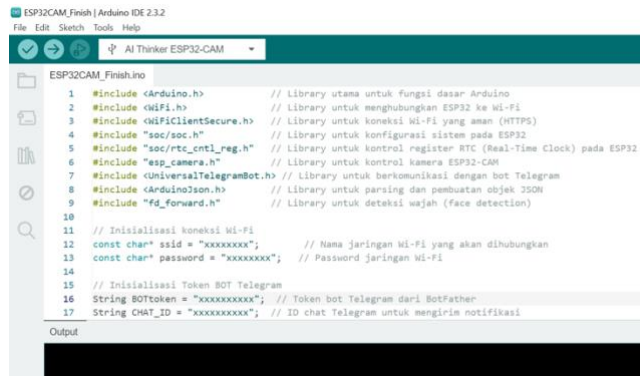 ESP32CAM_Finish | Arduino IDE 2.3.2
File Edit Sketch Tools Help
AI Thinker ESP32-CAM
ESP32CAM_Finish.ino
1 #include <Arduino.h> // Library utama untuk fungsi dasar Arduino
2 #include <WiFi.h> // Library untuk menghubungkan ESP32 ke Wi-Fi
3 #include <WiFiClientSecure.h> // Library untuk koneksi Wi-Fi yang aman (HTTPS)
4 #include "soc/soc.h" // Library untuk konfigurasi sistem pada ESP32
5 #include "soc/rtc_cntl_reg.h" // Library untuk kontrol register RTC (Real-Time Clock) pada ESP32
6 #include "esp_camera.h" // Library untuk kontrol kamera ESP32-CAM
7 #include <UniversalTelegramBot.h> // Library untuk berkomunikasi dengan bot Telegram
8 #include <ArduinoJson.h> // Library untuk parsing dan pembuatan objek JSON
9 #include "fd_forward.h" // Library untuk deteksi wajah (face detection)
10
11 // Inisialisasi koneksi Wi-Fi
12 const char* ssid = "xxxxxxxx"; // Nama jaringan Wi-Fi yang akan dihubungkan
13 const char* password = "xxxxxxxx"; // Password jaringan Wi-Fi
14
15 // Inisialisasi Token BOT Telegram
16 String BOTtoken = "xxxxxxxxxx"; // Token bot Telegram dari BotFather
17 String CHAT_ID = "xxxxxxxxxx"; // ID chat Telegram untuk mengirim notifikasi
Output